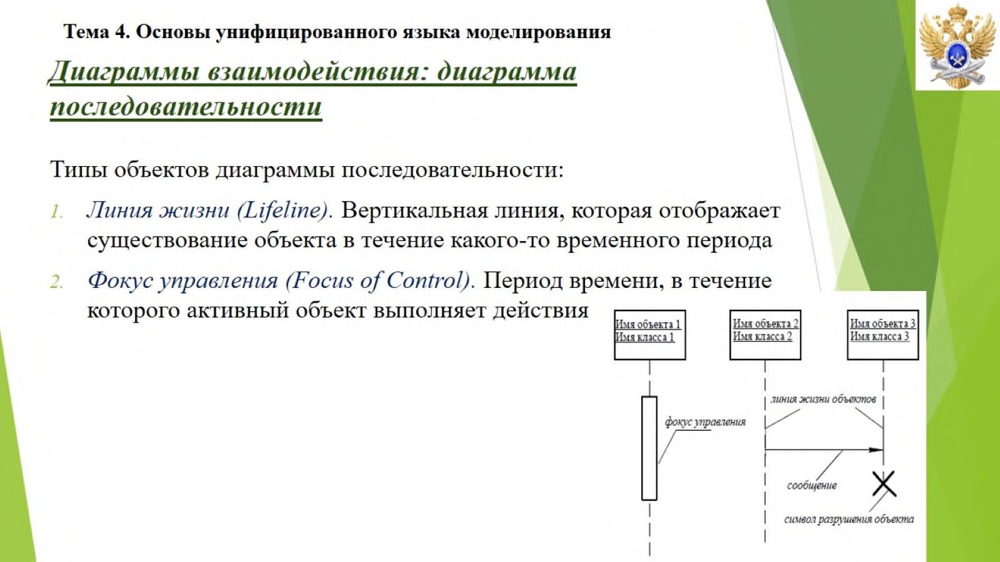 Тема 4. Основы унифицированного языка моделирования
Диаграммы взаимодействия: диаграмма
последовательности
Типы объектов диаграммы последовательности:
1. Линия жизни (Lifeline). Вертикальная линия, которая отображает
существование объекта в течение какого-то временного периода
2. Фокус управления (Focus of Control). Период времени, в течение
которого активный объект выполняет действия
Имя объекта 1
Имя класса 1
Имя объекта 2
Имя класса 2
Имя объекта 3
Имя класса 3
линия жизни объектов
фокус управления
сообщение
символ разрушения объекта